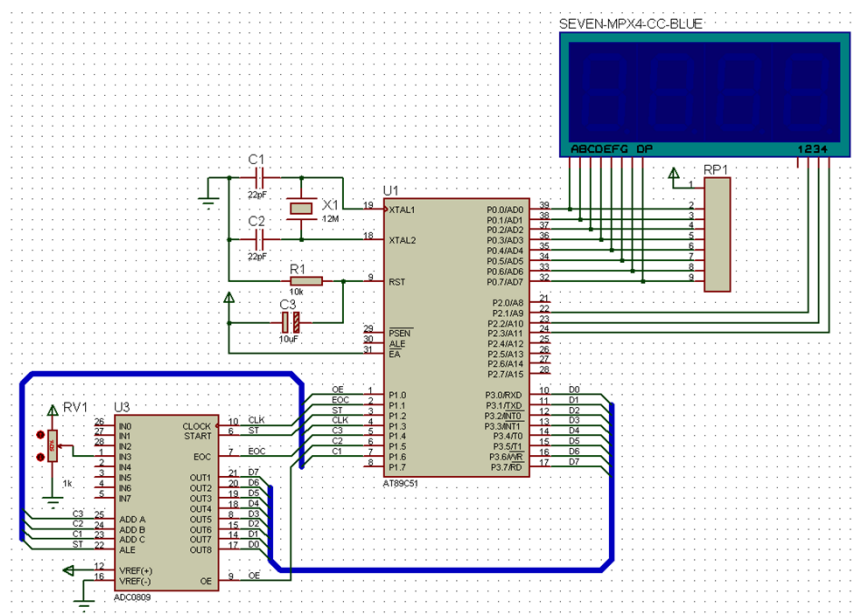 SEVEN-MPX4-CC-BLUE
ABCDEFG DP 1234
RP1
1
2
3
4
5
6
7
8
9
C1
22pF
X1
12M
C2
22pF
R1
10k
C3
10uF
U1
19 XTAL1 P0.0/AD0 39
P0.1/AD1 38
P0.2/AD2 37
18 XTAL2 P0.3/AD3 36
P0.4/AD4 35
P0.5/AD5 34
P0.6/AD6 33
9 RST P0.7/AD7 32
P2.0/A8 21
P2.1/A9 22
P2.2/A10 23
29 PSEN P2.3/A11 24
30 ALE P2.4/A12 25
31 EA P2.5/A13 26
P2.6/A14 27
P2.7/A15 28
OE 1 P1.0 P3.0/RXD 10 D0
EOC 2 P1.1 P3.1/TXD 11 D1
ST 3 P1.2 P3.2/INT0 12 D2
CLK 4 P1.3 P3.3/INT1 13 D3
C3 5 P1.4 P3.4/T0 14 D4
C2 6 P1.5 P3.5/T1 15 D5
C1 7 P1.6 P3.6/WR 16 D6
8 P1.7 P3.7/RD 17 D7
AT89C51
RV1
1k
U3
26 IN0 CLOCK 10 CLK
27 IN1 START 6 ST
28 IN2
1 IN3 EOC 7 EOC
2 IN4
3 IN5 OUT1 21 D7
4 IN6 OUT2 20 D6
5 IN7 OUT3 19 D5
OUT4 18 D4
C3 25 ADD A OUT5 8 D3
C2 24 ADD B OUT6 15 D2
C1 23 ADD C OUT7 14 D1
ST 22 ALE OUT8 17 D0
12 VREF(+)
16 VREF(-) OE 9 OE
ADC0809